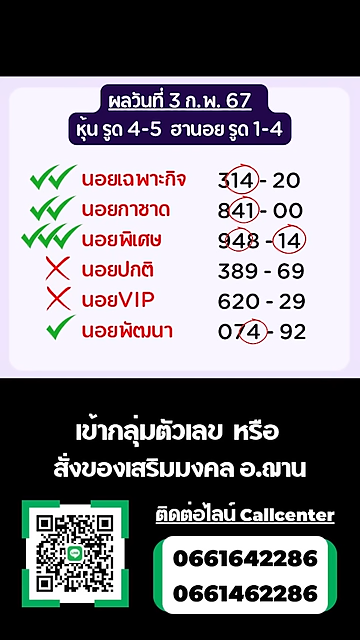 ผลวันที่ 3 ก.พ. 67
หุ้น รูด 4-5 ฮานอย รูด 1-4
นอยเฉพาะกิจ 314 - 20
นอยกาชาด 841 - 00
นอยพิเศษ 948 - 14
นอยปกติ 389 - 69
นอยVIP 620 - 29
นอยพัฒนา 074 - 92
เข้ากลุ่มตัวเลข หรือ
สั่งของเสริมมงคล อ.ฌาน
ติดต่อไลน์ Callcenter
0661642286
0661462286